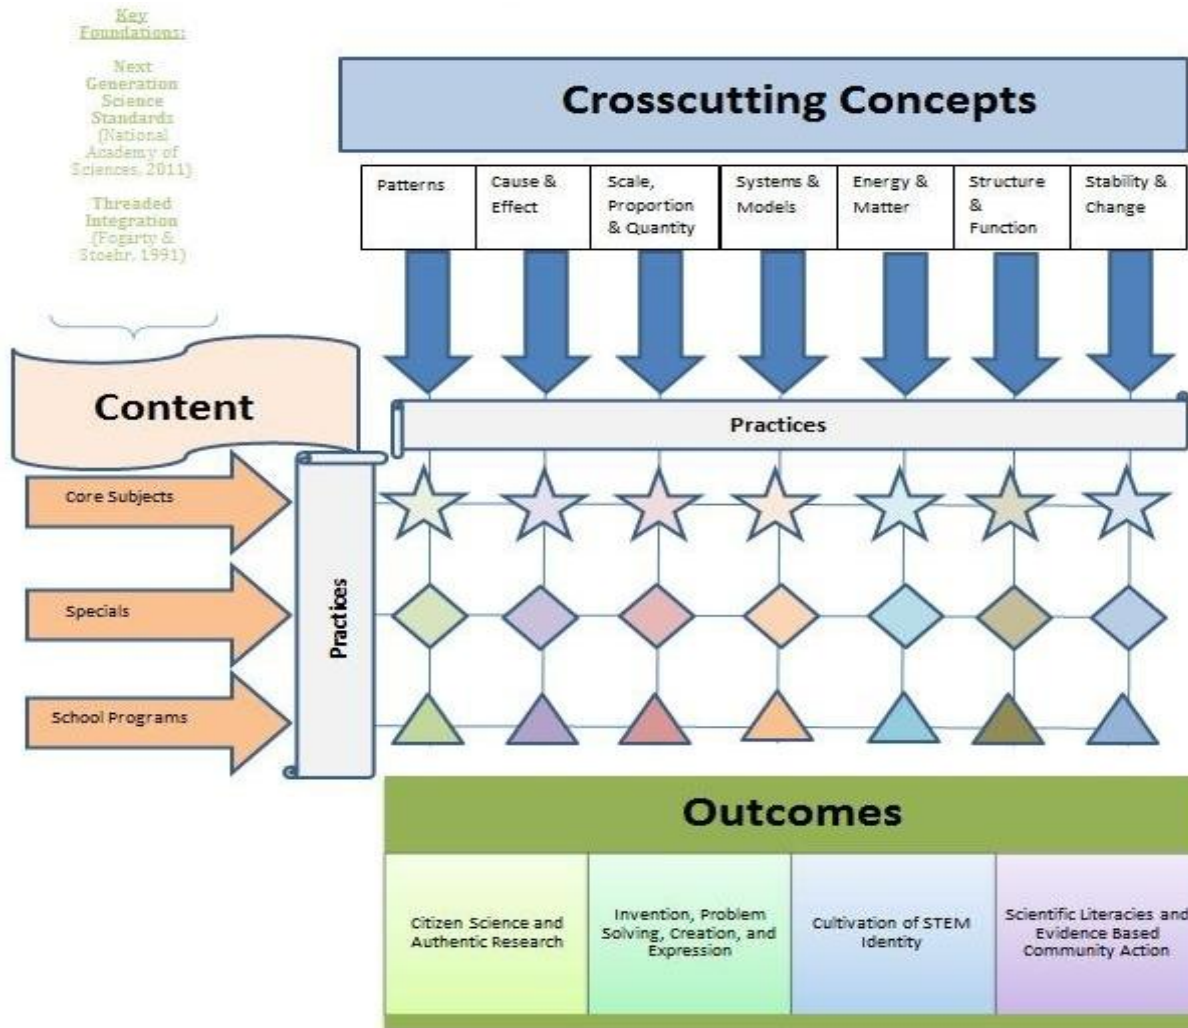 Key
Foundations:
Next
Generation
Science
Standards
(National
Academy of
Sciences, 2011)
Threaded
Integration
(Fogarty &
Stoehr, 1991)
Crosscutting Concepts
Patterns
Cause &
Effect
Scale,
Proportion
& Quantity
Systems &
Models
Energy &
Matter
Structure
&
Function
Stability &
Change
Content
Practices
Core Subjects
Specials
School Programs
Practices
Outcomes
Citizen Science and
Authentic Research
Invention, Problem
Solving, Creation, and
Expression
Cultivation of STEM
Identity
Scientific Literacies and
Evidence Based
Community Action